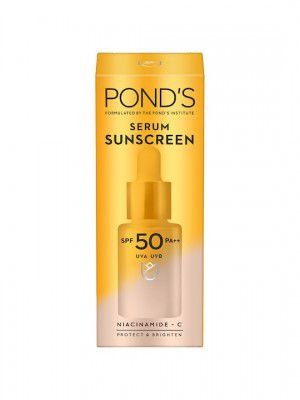 POND'S
FORMULATED BY THE POND'S INSTITUTE
SERUM
SUNSCREEN
SPF 50 PA++
UVA UVB
NIACINAMIDE - C
PROTECT & BRIGHTEN